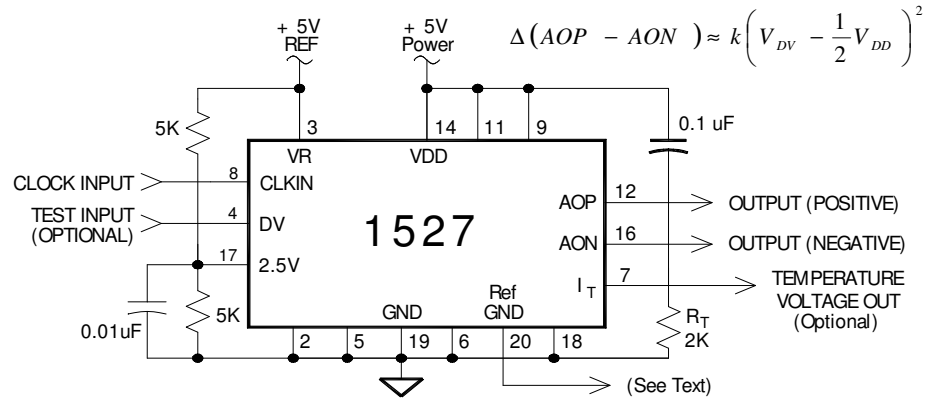 + 5V
REF
+ 5V
Power
Δ(AOP - AON ) ≈ k(V_DV - 1/2 V_DD)^2
5K
3
14
11
9
0.1 uF
VR
VDD
CLOCK INPUT
8
CLKIN
TEST INPUT
(OPTIONAL)
4
DV
1527
AOP
12
OUTPUT (POSITIVE)
AON
16
OUTPUT (NEGATIVE)
17
2.5V
I_T
7
TEMPERATURE
VOLTAGE OUT
(Optional)
0.01uF
5K
GND
Ref
GND
R_T
2K
2
5
19
6
20
18
(See Text)